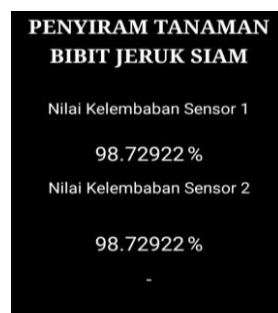 PENYIRAM TANAMAN
BIBIT JERUK SIAM
Nilai Kelembaban Sensor 1
98.72922 %
Nilai Kelembaban Sensor 2
98.72922 %
-